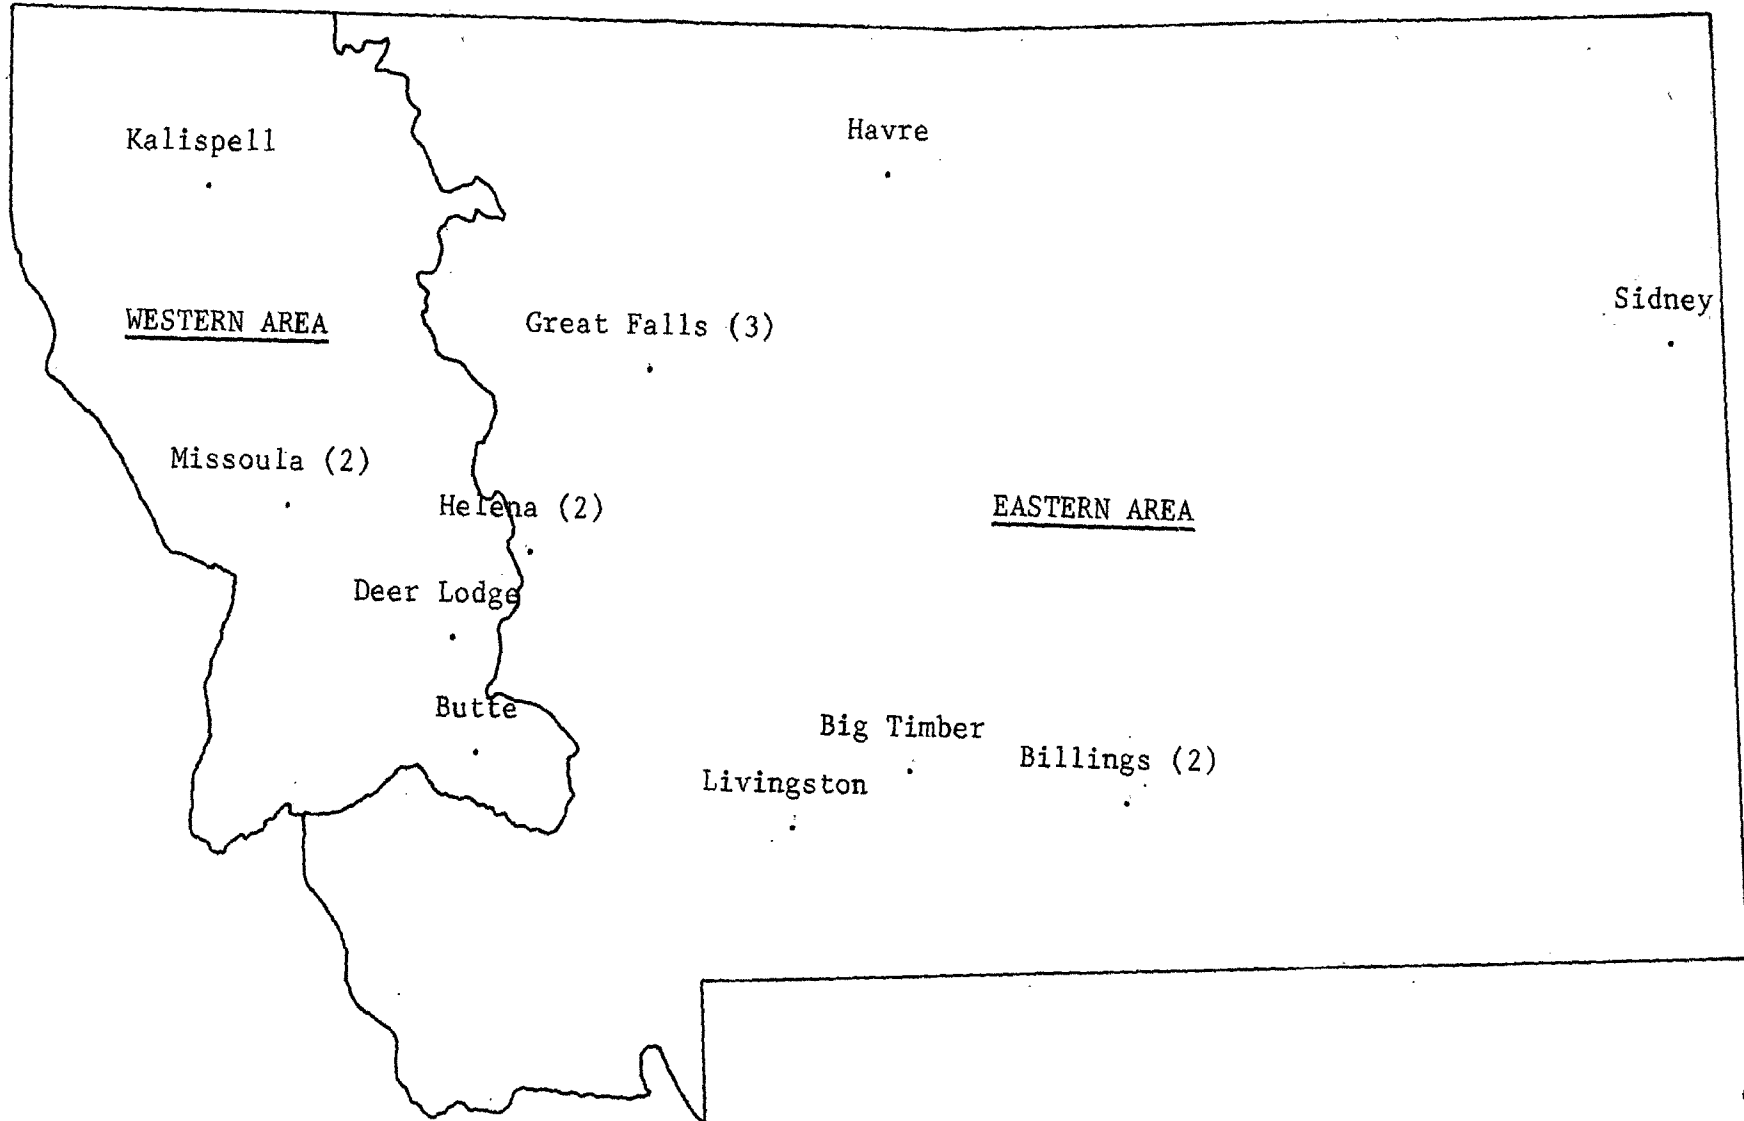 Kalispell
Havre
Sidney
WESTERN AREA
Great Falls (3)
Missoula (2)
Helena (2)
EASTERN AREA
Deer Lodge
Butte
Big Timber
Billings (2)
Livingston